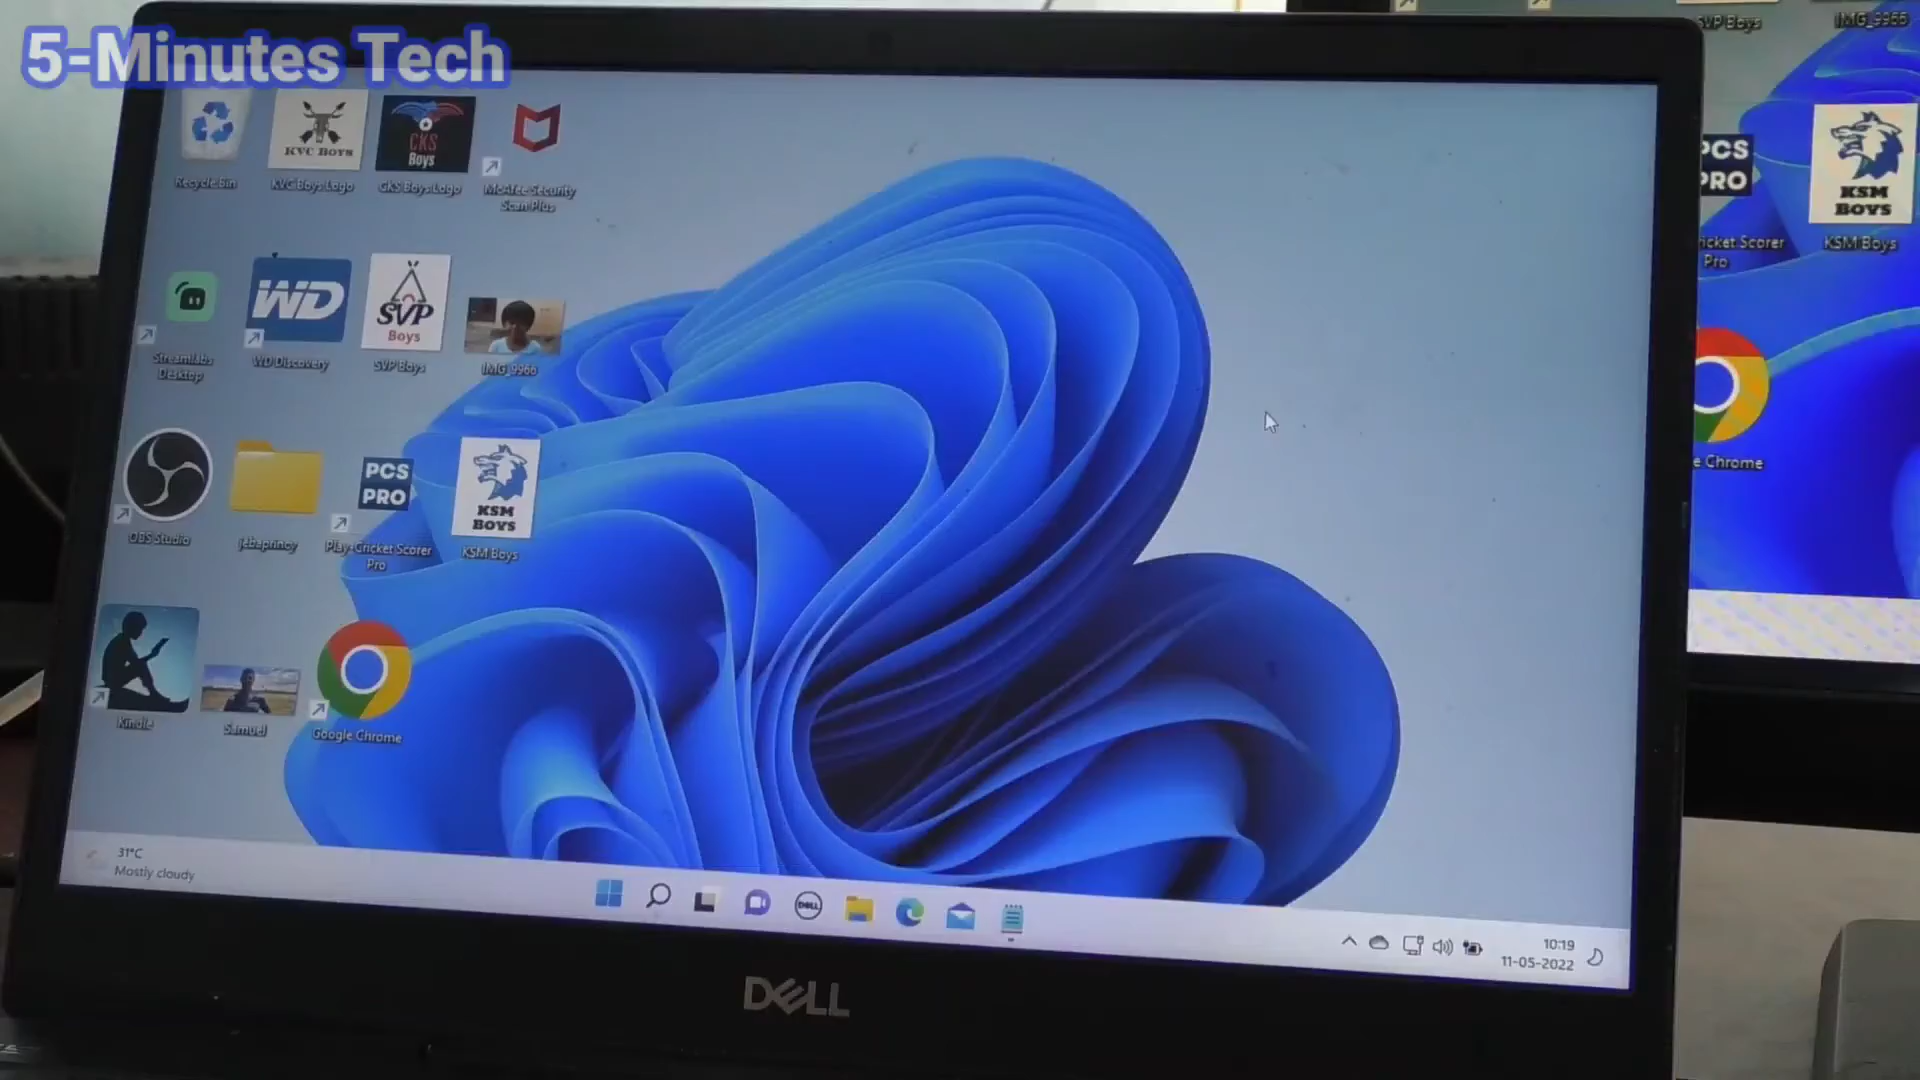 5-Minutes Tech
KVC BOYS
CKS
Boys
Recycle Bin
KVC Boys Logo
CKS Boys Logo
McAfee Security
Scan Plus
WD
SVP
Boys
Streamlabs
Desktop
WD Discovery
SVP Boys
IMG_9966
PCS
PRO
KSM
BOYS
OBS Studio
jebaprincy
Play-Cricket Scorer
Pro
KSM Boys
Kindle
Samuel
Google Chrome
31°C
Mostly cloudy
DELL
10:19
11-05-2022
DELL
SVP Boys
IMG_9966
PCS
PRO
KSM
BOYS
icket Scorer
Pro
KSM Boys
e Chrome